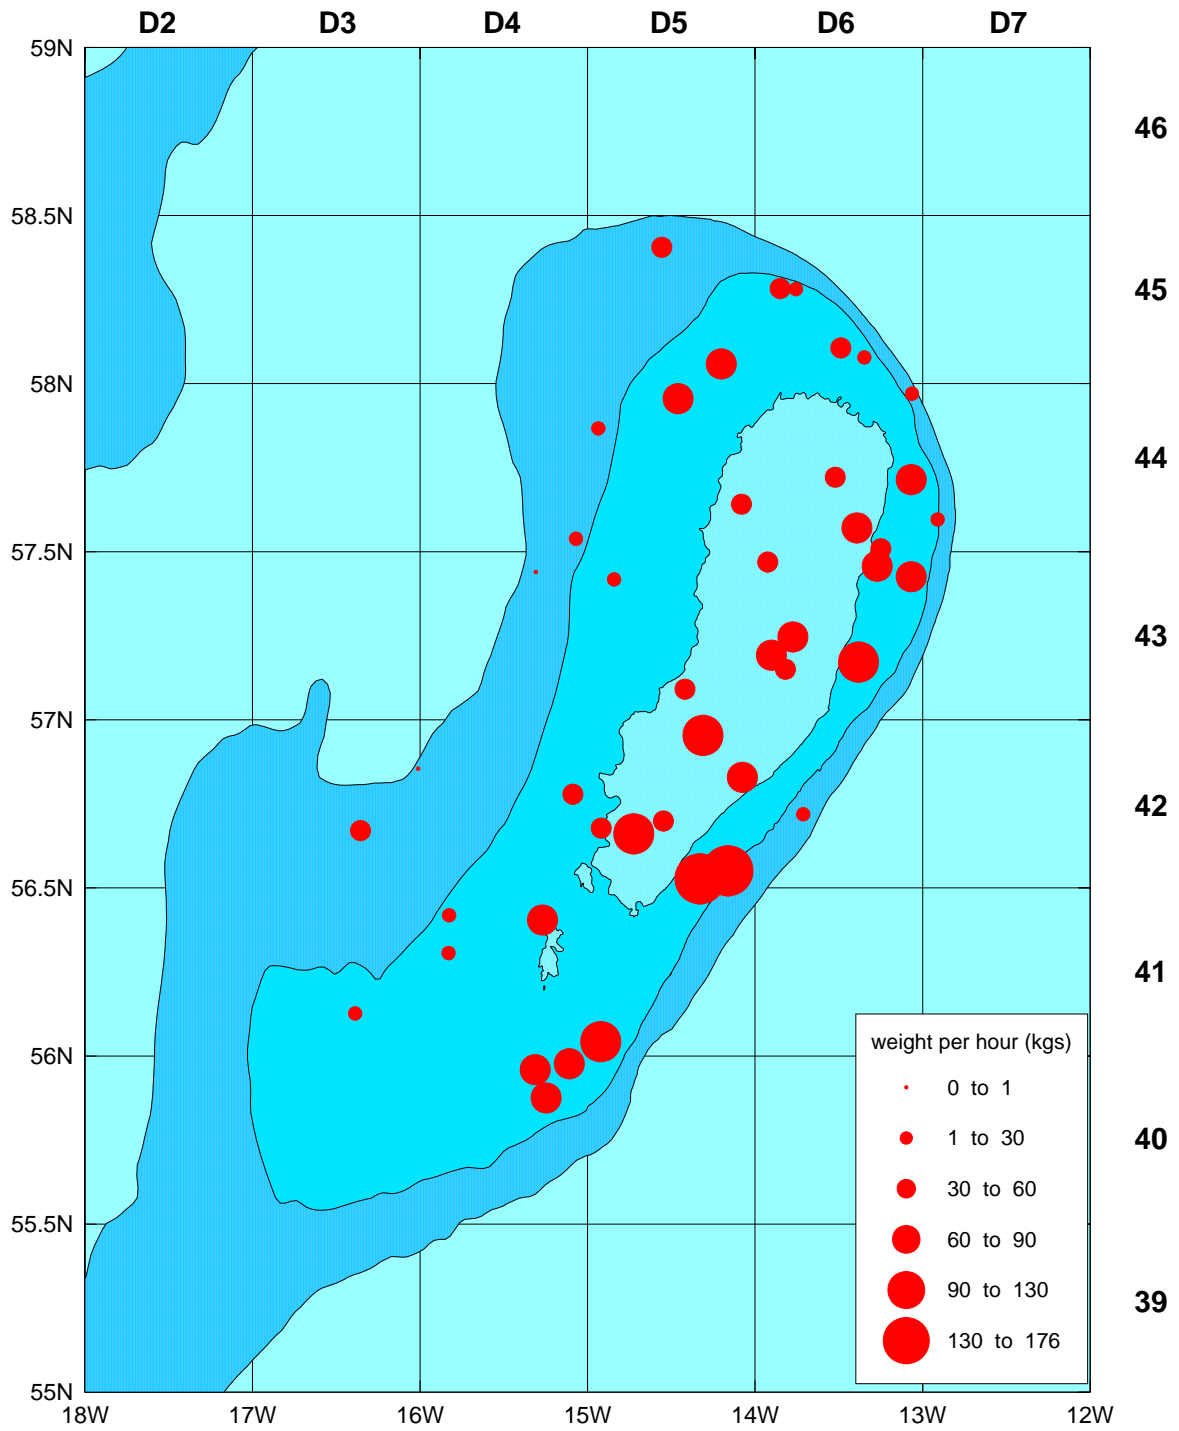 D2 D3 D4 D5 D6 D7
59N
46
58.5N
45
58N
44
57.5N
43
57N
42
56.5N
41
56N
weight per hour (kgs)
0 to 1
1 to 30
40
30 to 60
55.5N
60 to 90
90 to 130
39
130 to 176
55N
18W 17W 16W 15W 14W 13W 12W